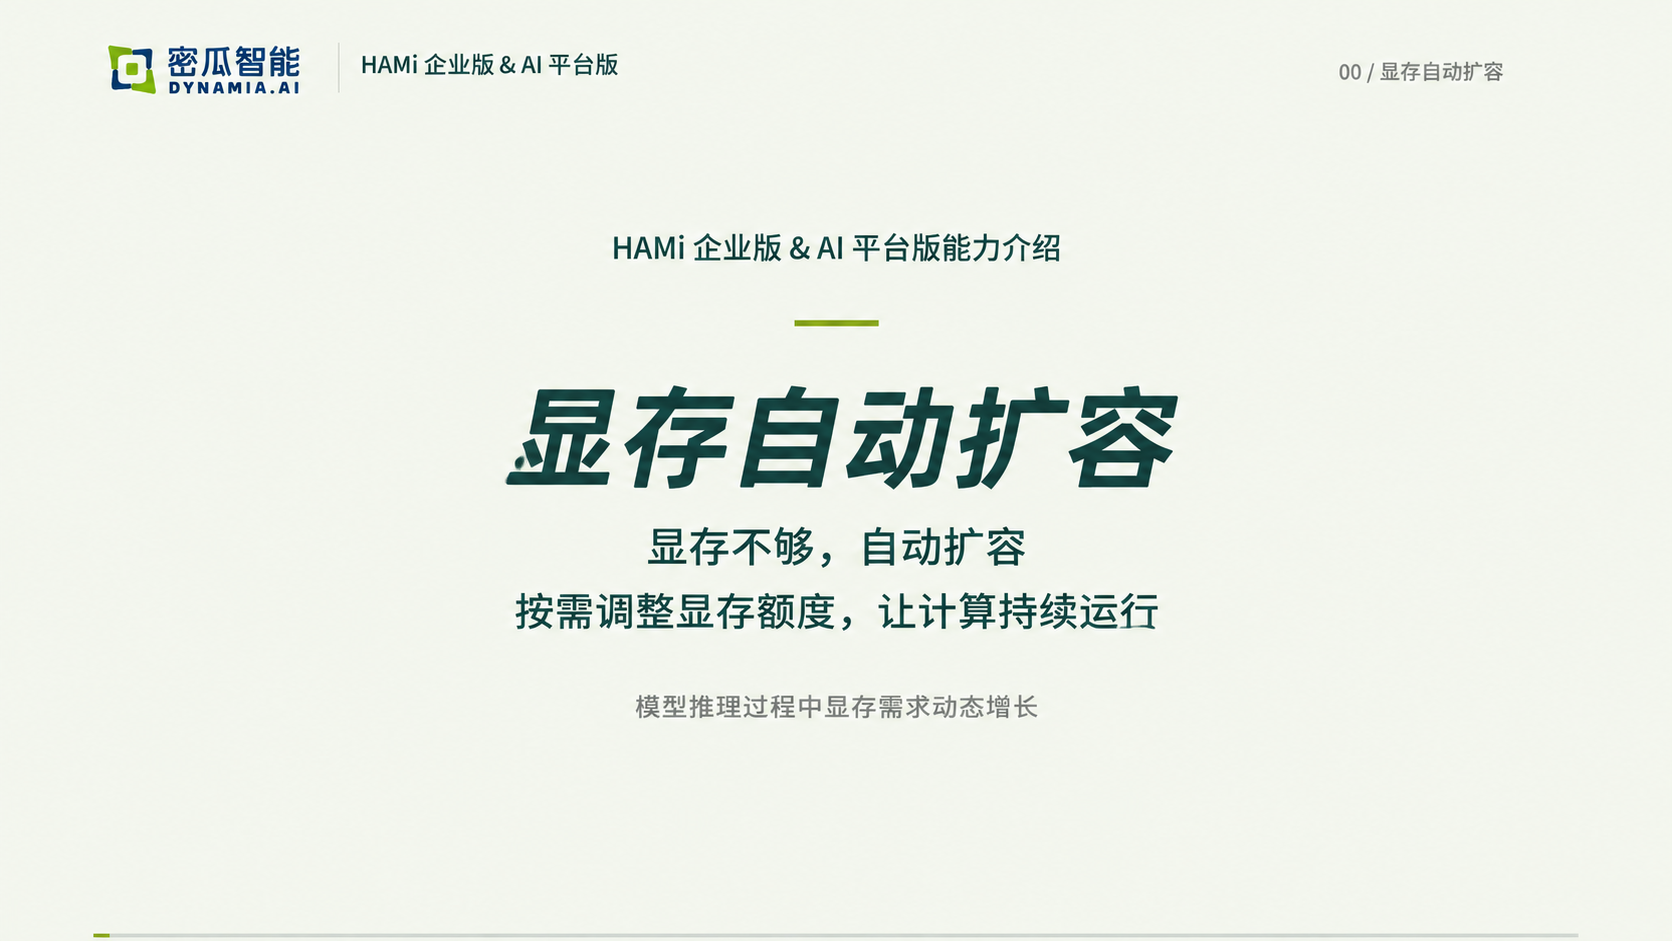 密瓜智能
DYNAMIA.AI
HAMi 企业版 & AI 平台版
00 / 显存自动扩容
HAMi 企业版 & AI 平台版能力介绍
显存自动扩容
显存不够，自动扩容
按需调整显存额度，让计算持续运行
模型推理过程中显存需求动态增长